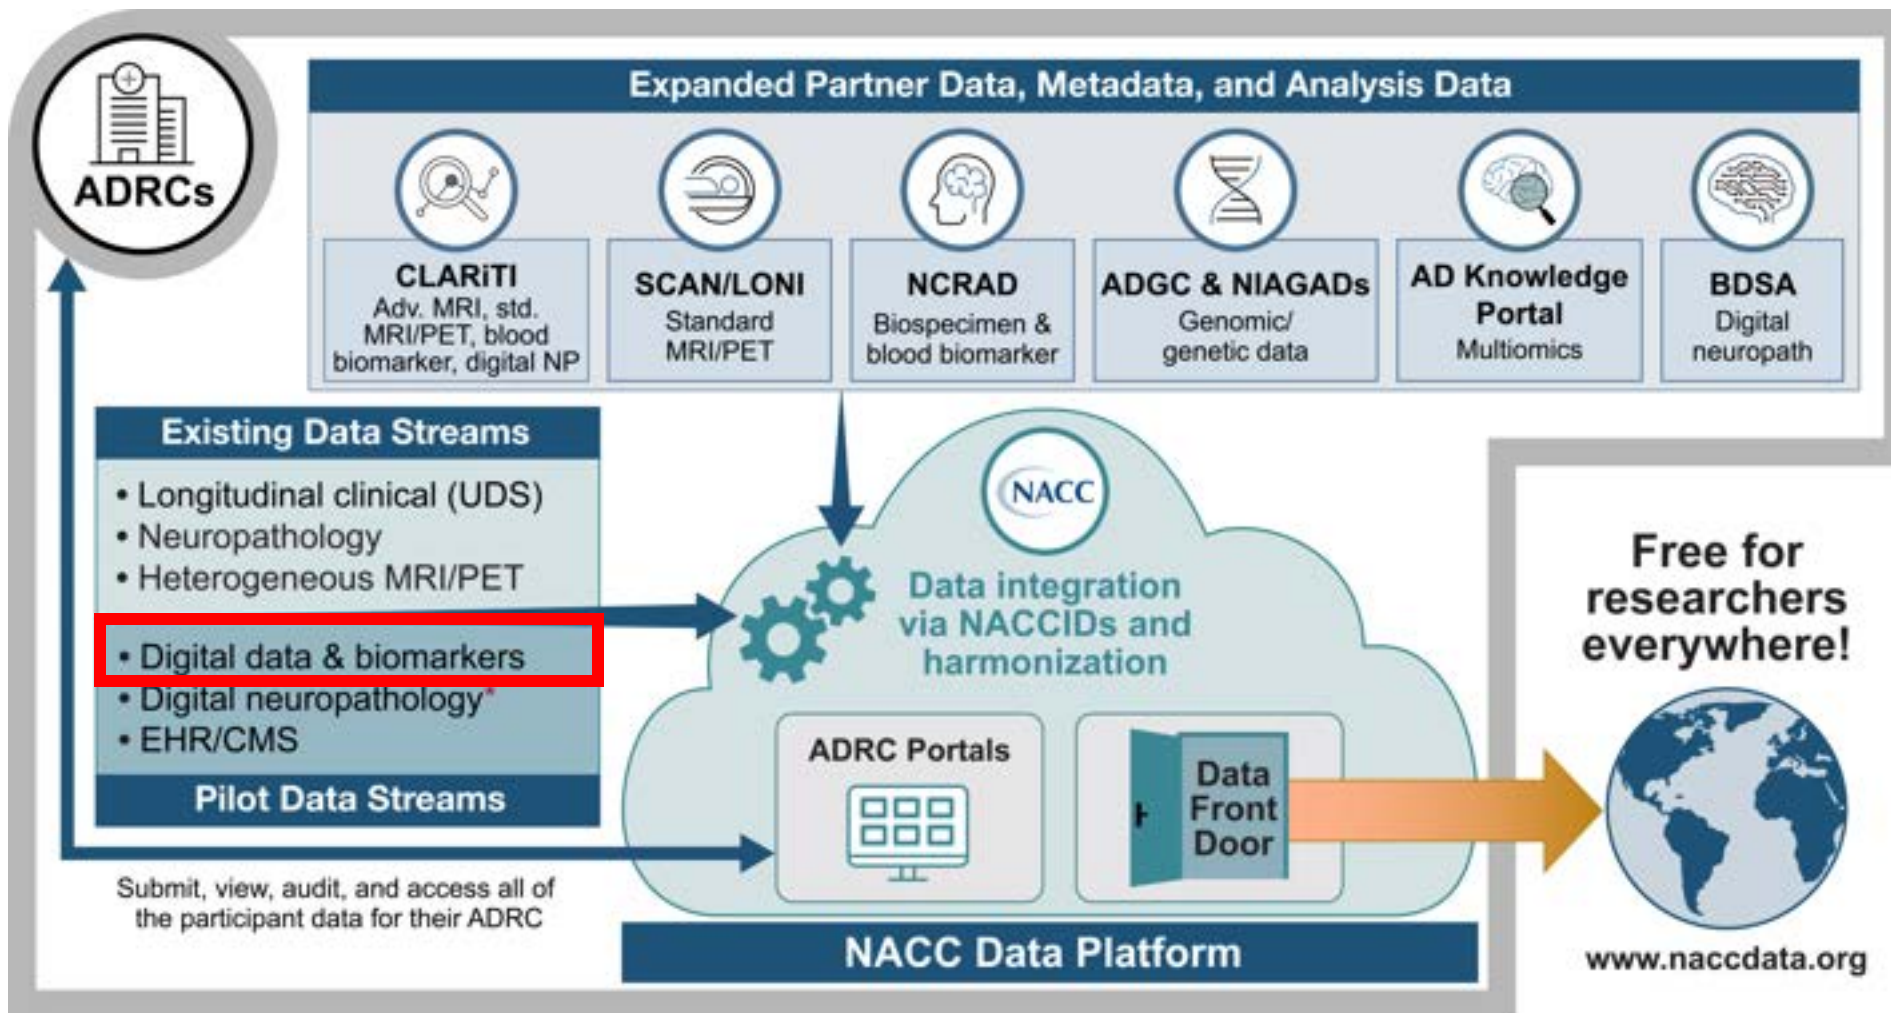 ADRCs
Expanded Partner Data, Metadata, and Analysis Data
CLARiTI
Adv. MRI, std.
MRI/PET, blood
biomarker, digital NP
SCAN/LONI
Standard
MRI/PET
NCRAD
Biospecimen &
blood biomarker
ADGC & NIAGADs
Genomic/
genetic data
AD Knowledge
Portal
Multiomics
BDSA
Digital
neuropath
Existing Data Streams
• Longitudinal clinical (UDS)
• Neuropathology
• Heterogeneous MRI/PET
• Digital data & biomarkers
• Digital neuropathology*
• EHR/CMS
Pilot Data Streams
Submit, view, audit, and access all of
the participant data for their ADRC
NACC
Data integration
via NACCIDs and
harmonization
ADRC Portals
Data
Front
Door
NACC Data Platform
Free for
researchers
everywhere!
www.naccdata.org